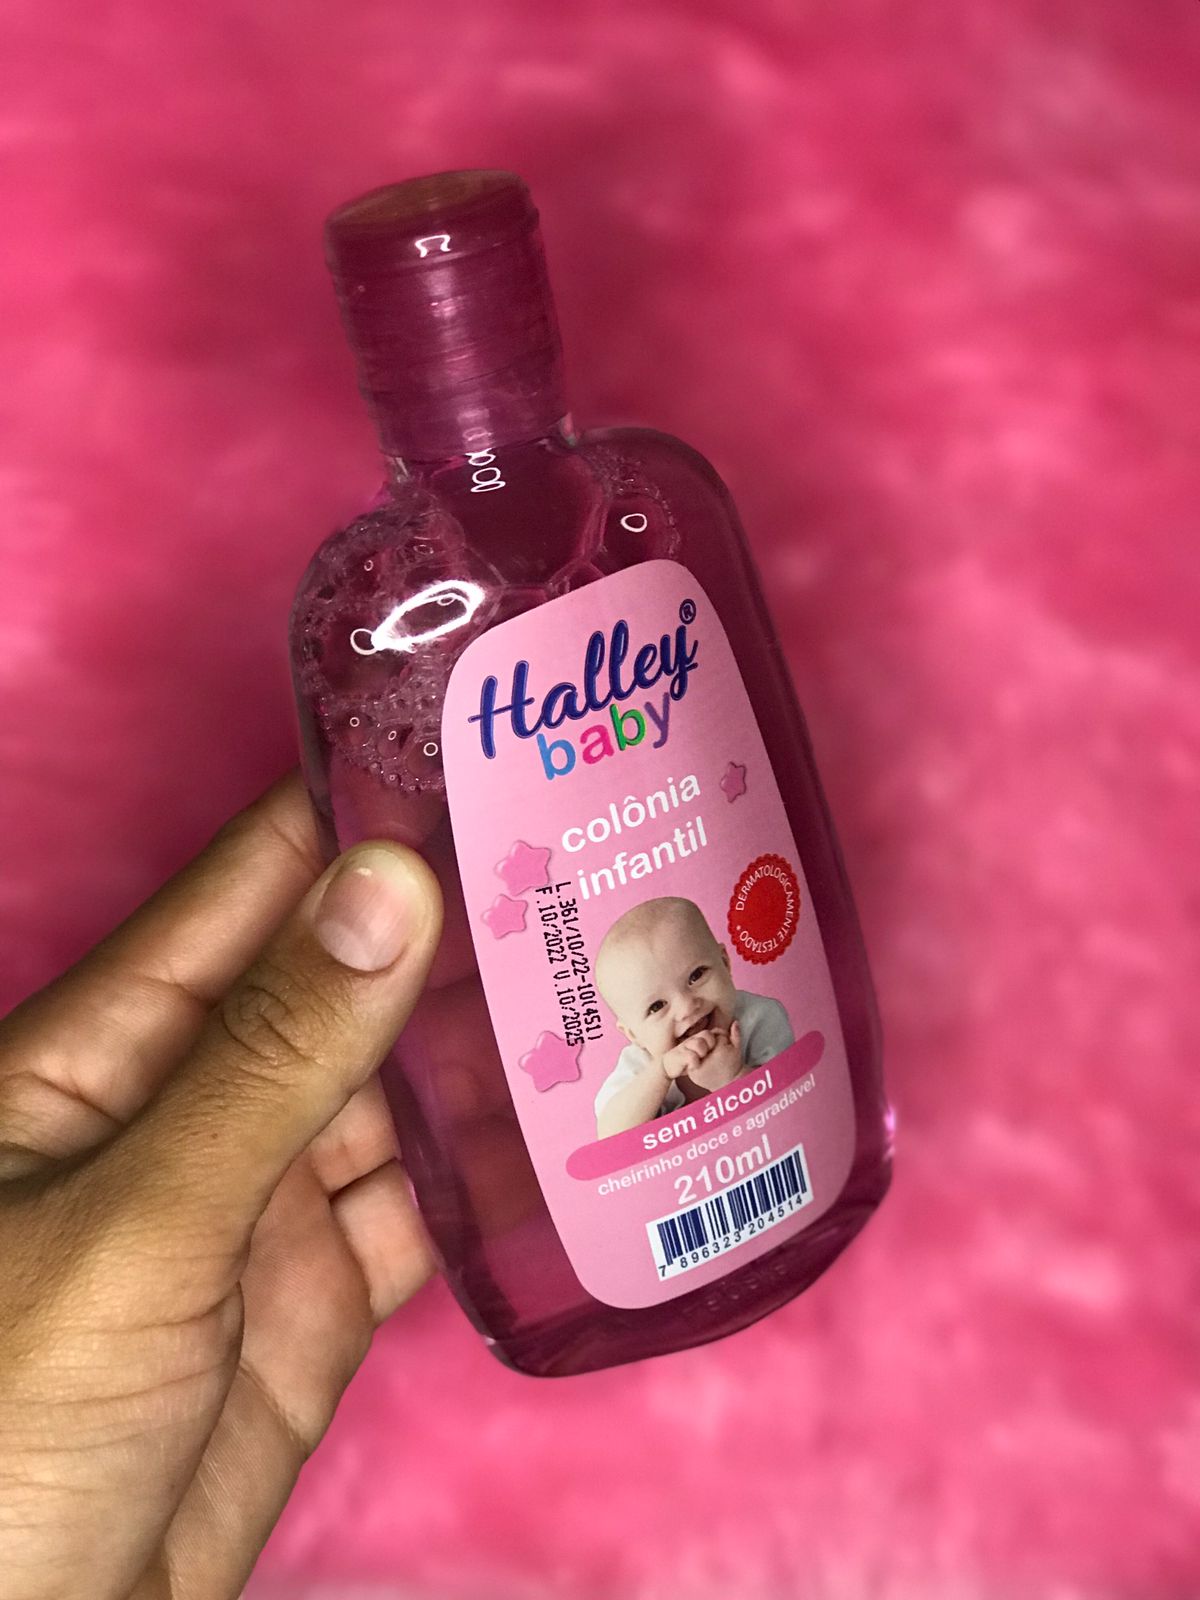 Halley®
baby
colônia
infantil
L.361/10/22-10(451)
F.10/2022 V.10/2025
DERMATOLOGICAMENTE TESTADO *
sem álcool
cheirinho doce e agradável
210ml
7 896323 204514